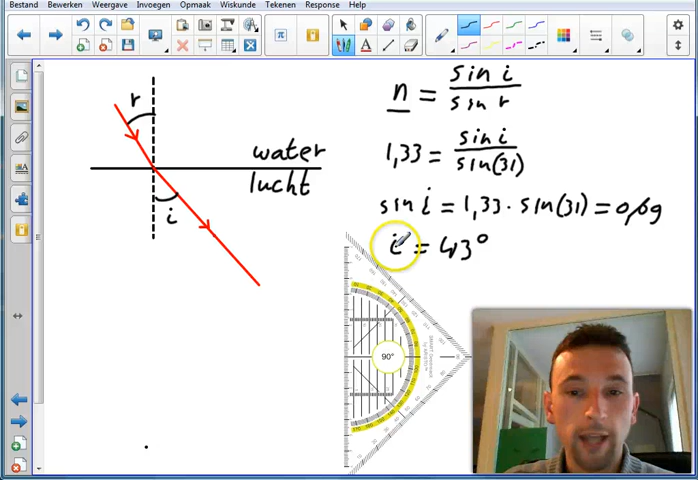 Bestand Bewerken Weergave Invoegen Opmaak Wiskunde Tekenen Response Help
r
water
lucht
i
n = sin i / sin r
1,33 = sin i / sin(31)
sin i = 1,33 · sin(31) = 0,69
i = 43°
90°